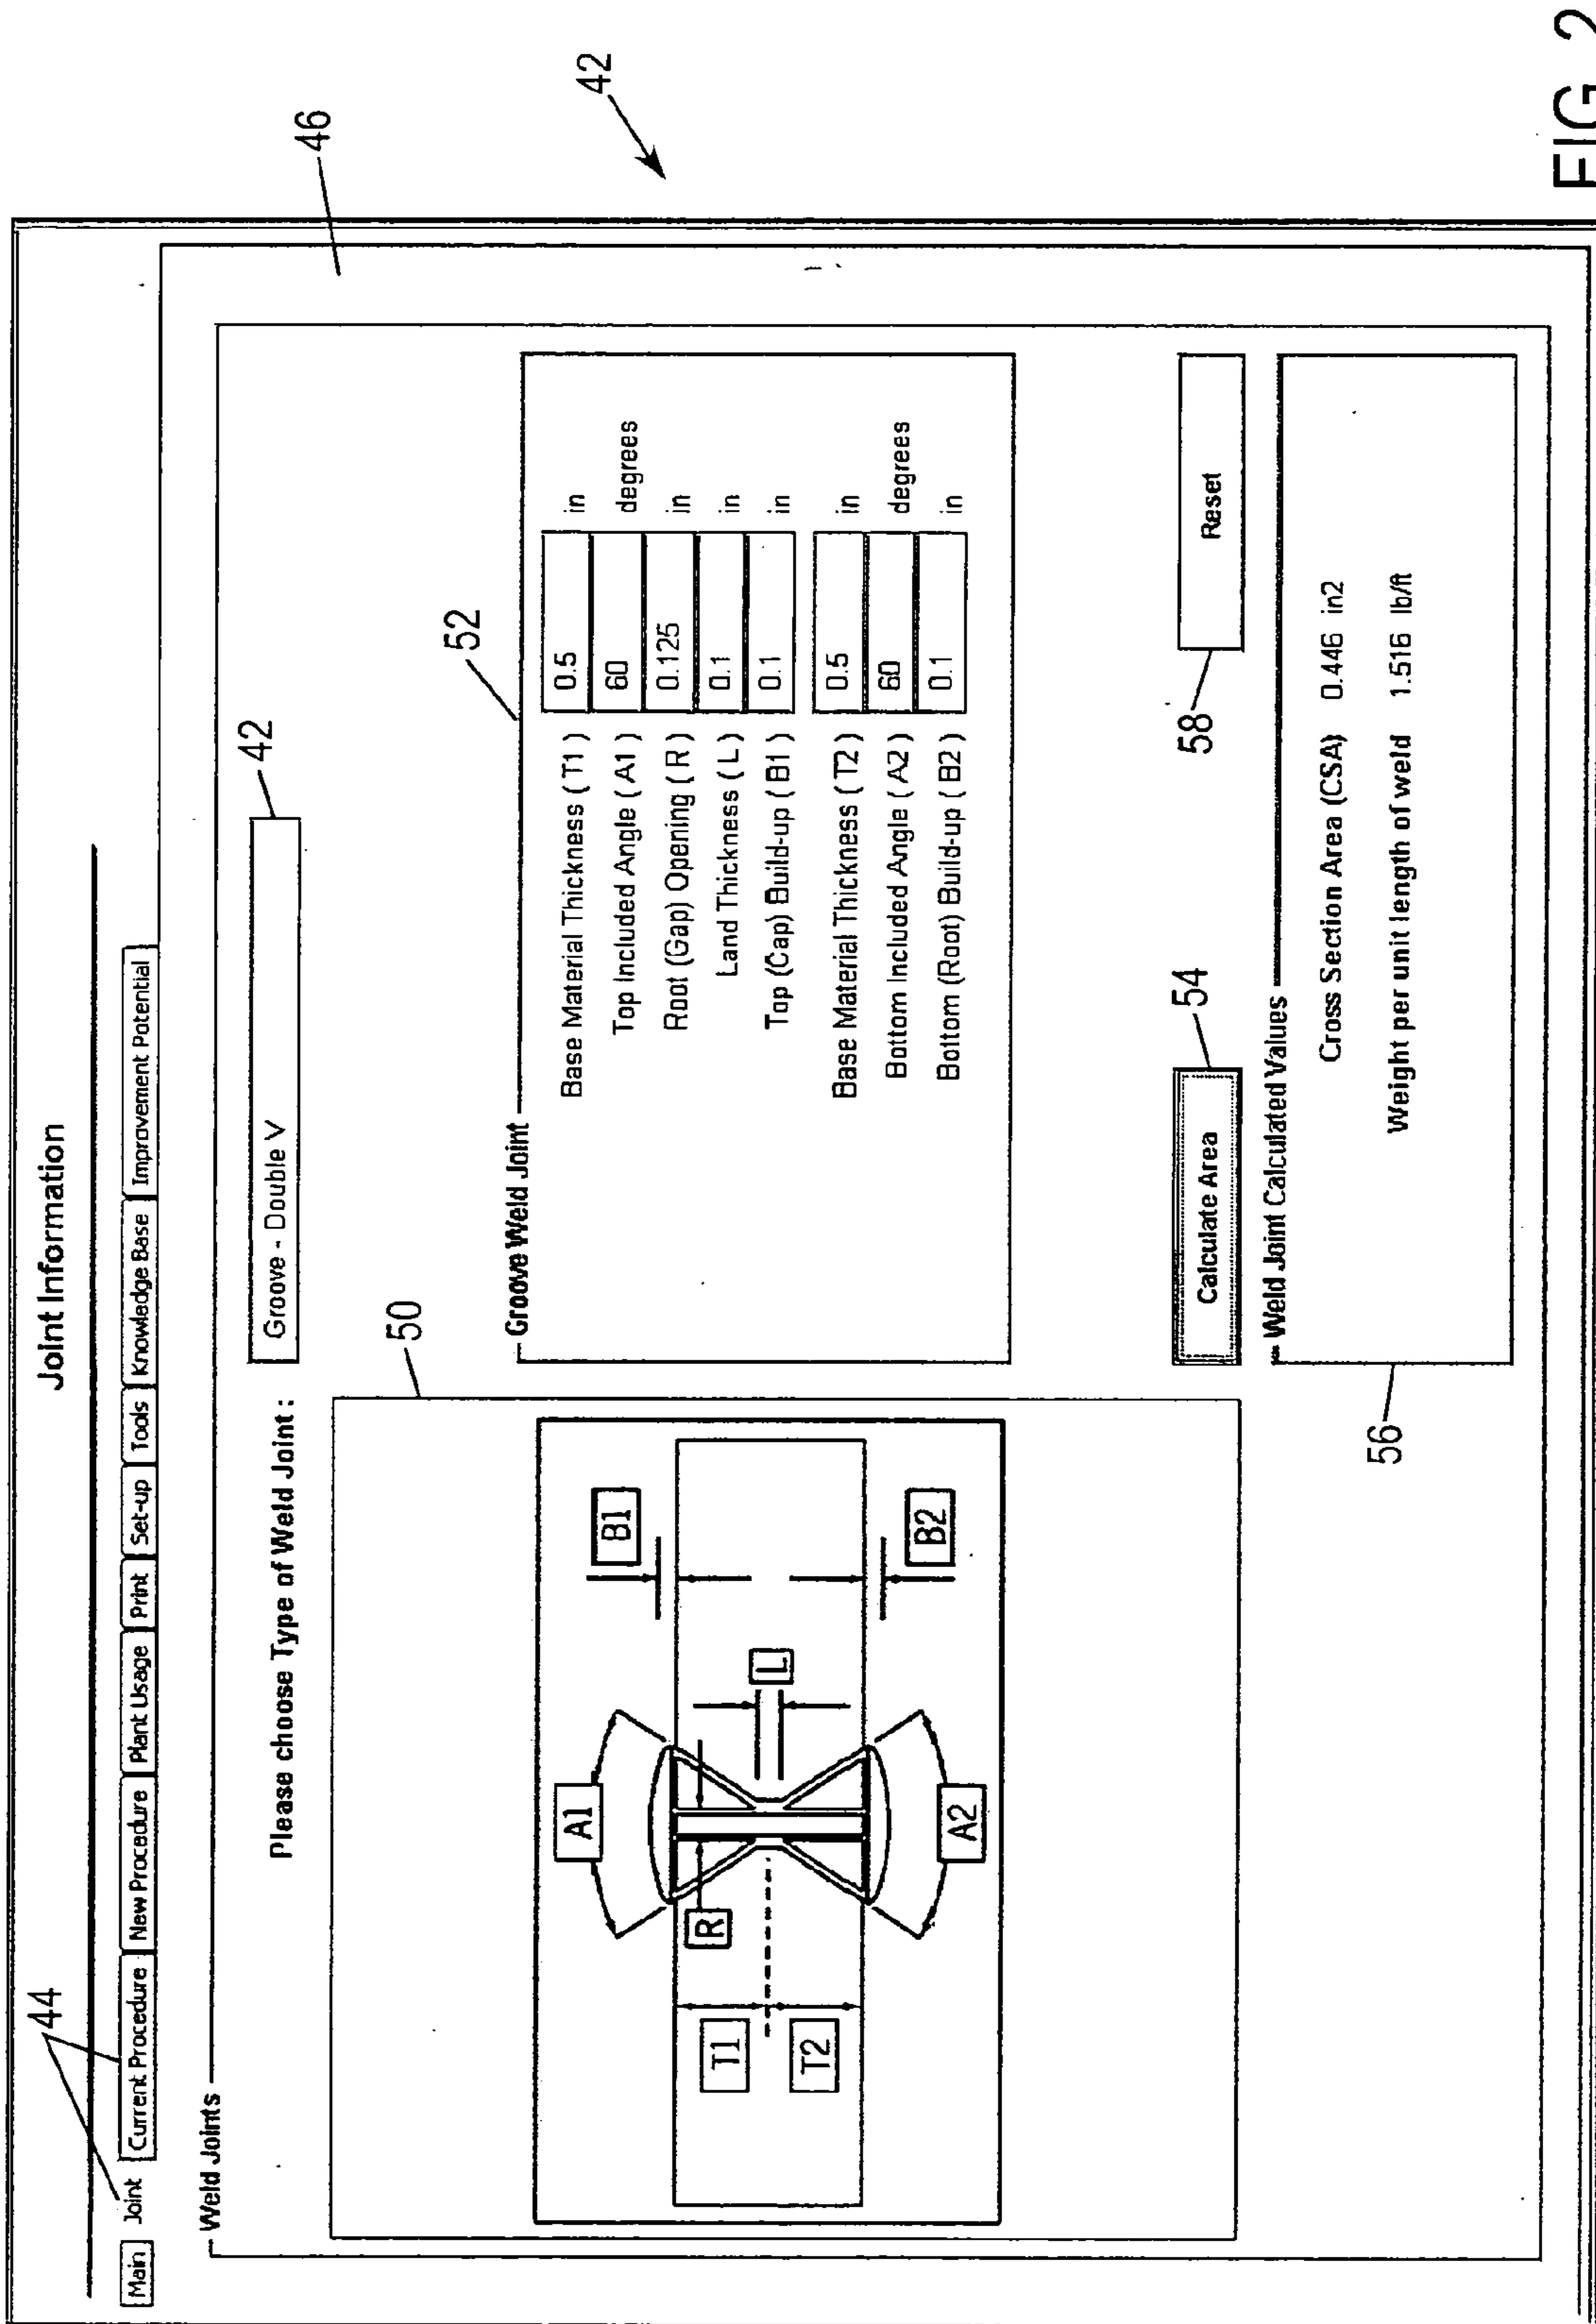 Joint Information
44
Main Joint Current Procedure New Procedure Plant Usage Print Set-up Tools Knowledge Base Improvement Potential
46
42
Weld Joints
Please choose Type of Weld Joint :
Groove - Double V
42
50
A1
B1
R
L
T1
T2
A2
B2
52
Groove Weld Joint
Base Material Thickness ( T1 ) 0.5 in
Top Included Angle ( A1 ) 60 degrees
Root (Gap) Opening ( R ) 0.125 in
Land Thickness ( L ) 0.1 in
Top (Cap) Build-up ( B1 ) 0.1 in
Base Material Thickness ( T2 ) 0.5 in
Bottom Included Angle ( A2 ) 60 degrees
Bottom (Root) Build-up ( B2 ) 0.1 in
54
58
Calculate Area
Reset
Weld Joint Calculated Values
Cross Section Area (CSA) 0.446 in2
Weight per unit length of weld 1.516 lb/ft
56
FIG. 2